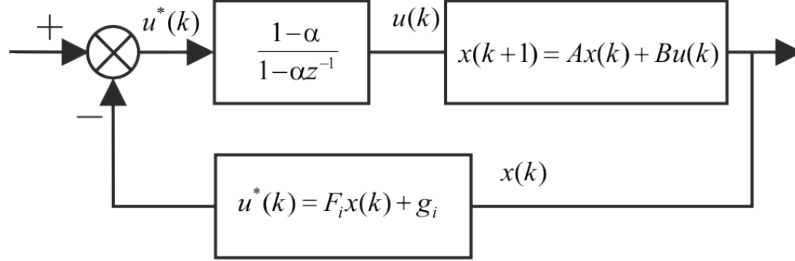 +
u*(k)
1−α
1−αz⁻¹
u(k)
x(k+1) = Ax(k) + Bu(k)
−
u*(k) = Fᵢx(k) + gᵢ
x(k)